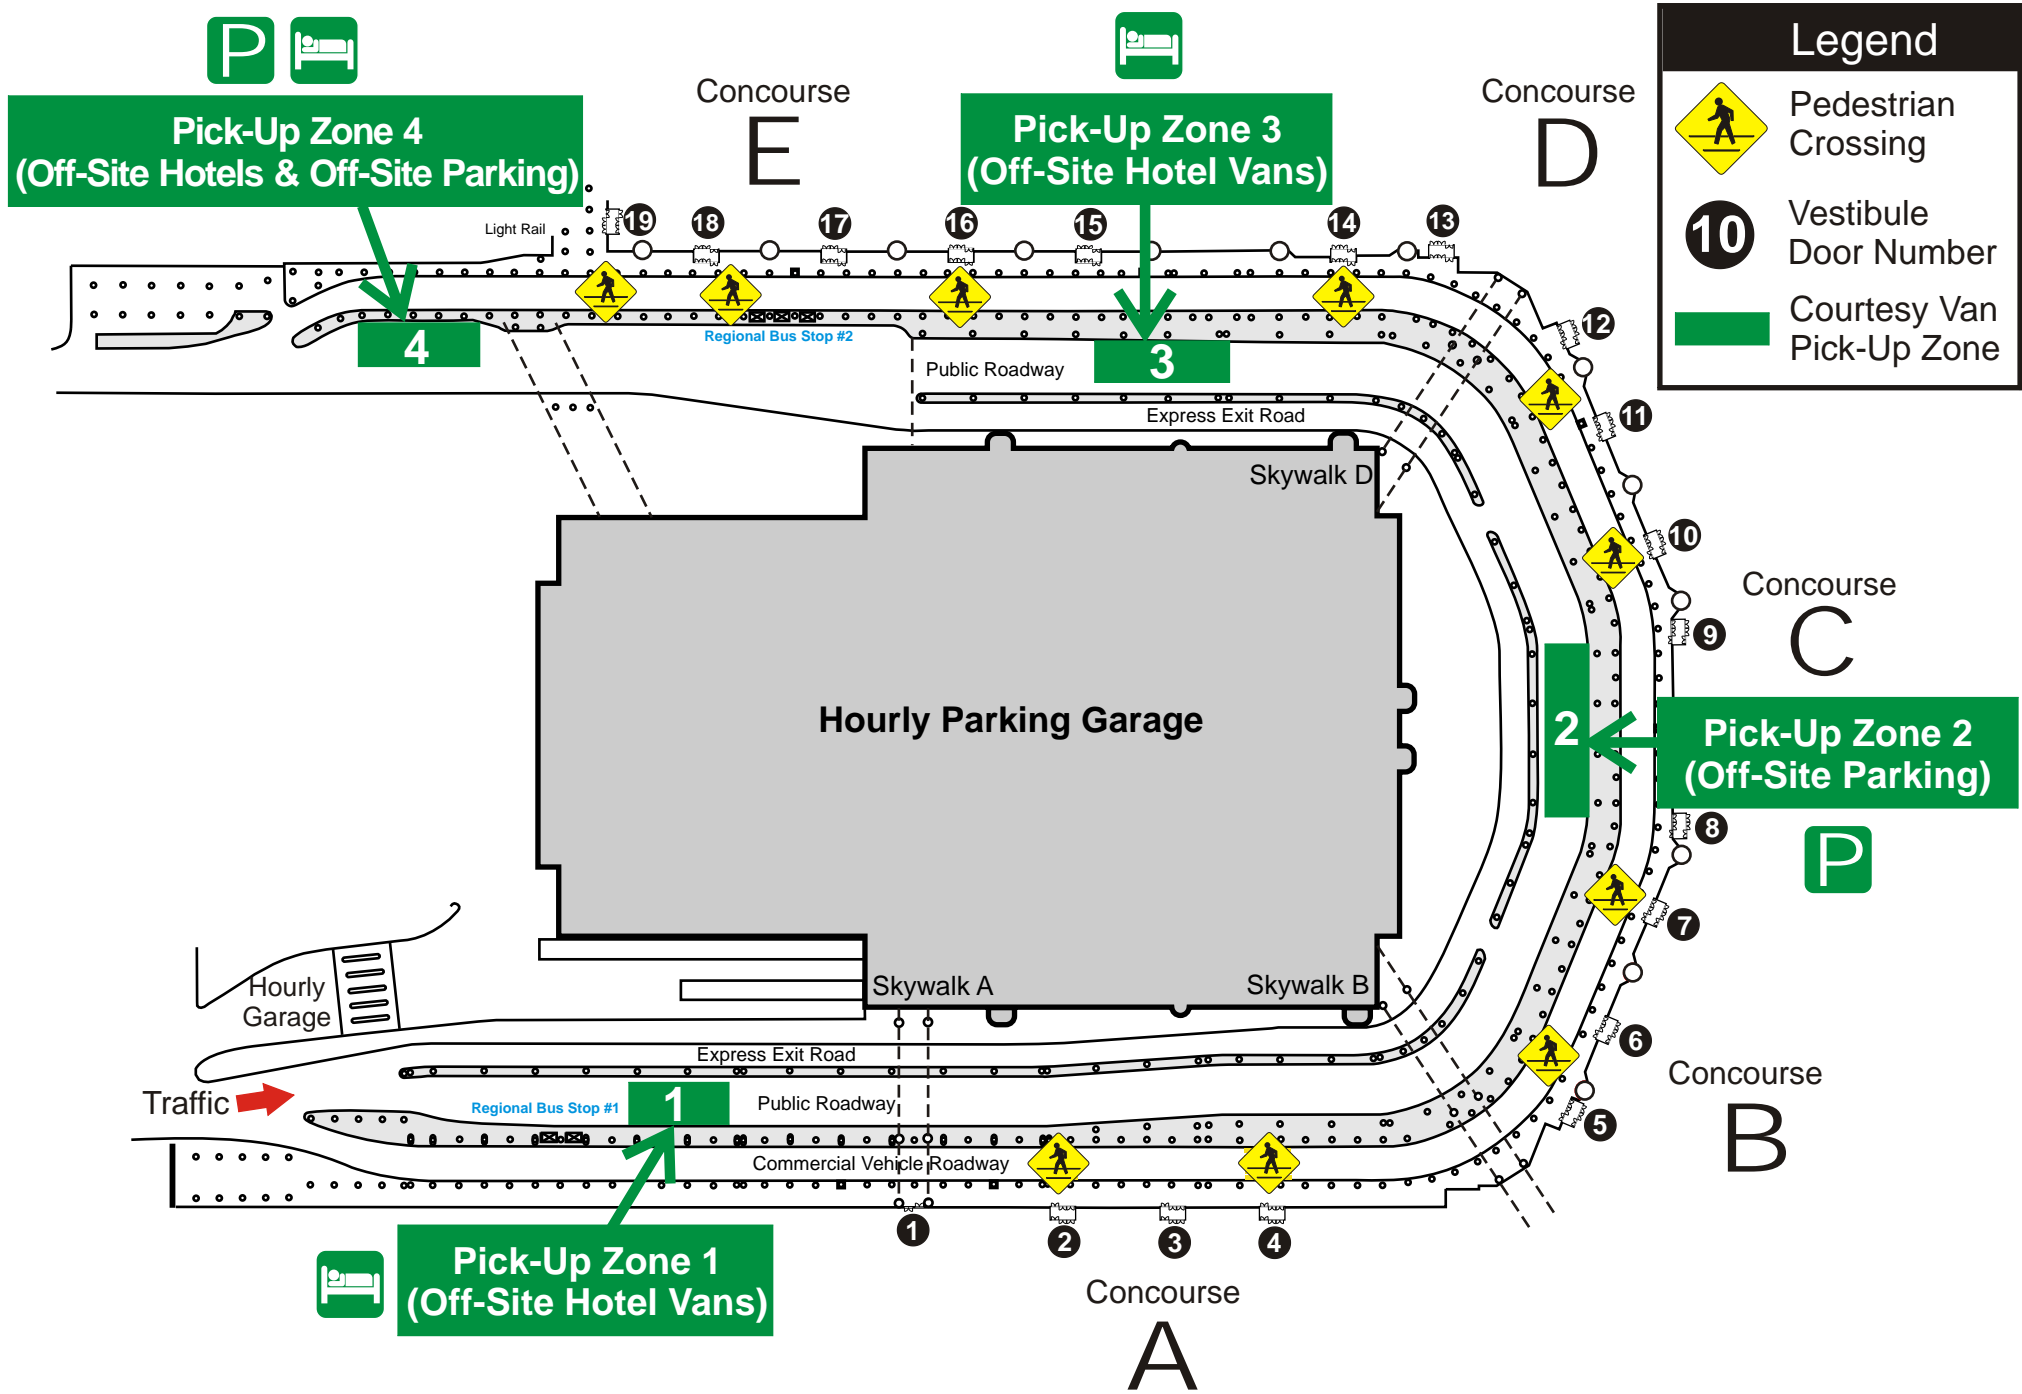 P
Concourse
E
Concourse
D
Legend
Pedestrian
Crossing
10
Vestibule
Door Number
Courtesy Van
Pick-Up Zone
Pick-Up Zone 4
(Off-Site Hotels & Off-Site Parking)
Pick-Up Zone 3
(Off-Site Hotel Vans)
Light Rail
19
18
17
16
15
14
13
12
11
10
9
8
7
6
5
4
Regional Bus Stop #2
3
Public Roadway
Express Exit Road
Skywalk D
Concourse
C
Hourly Parking Garage
2
Pick-Up Zone 2
(Off-Site Parking)
P
Skywalk A
Skywalk B
Hourly
Garage
Express Exit Road
Traffic
Regional Bus Stop #1
1
Public Roadway
Commercial Vehicle Roadway
Concourse
B
1
2
3
4
Pick-Up Zone 1
(Off-Site Hotel Vans)
Concourse
A